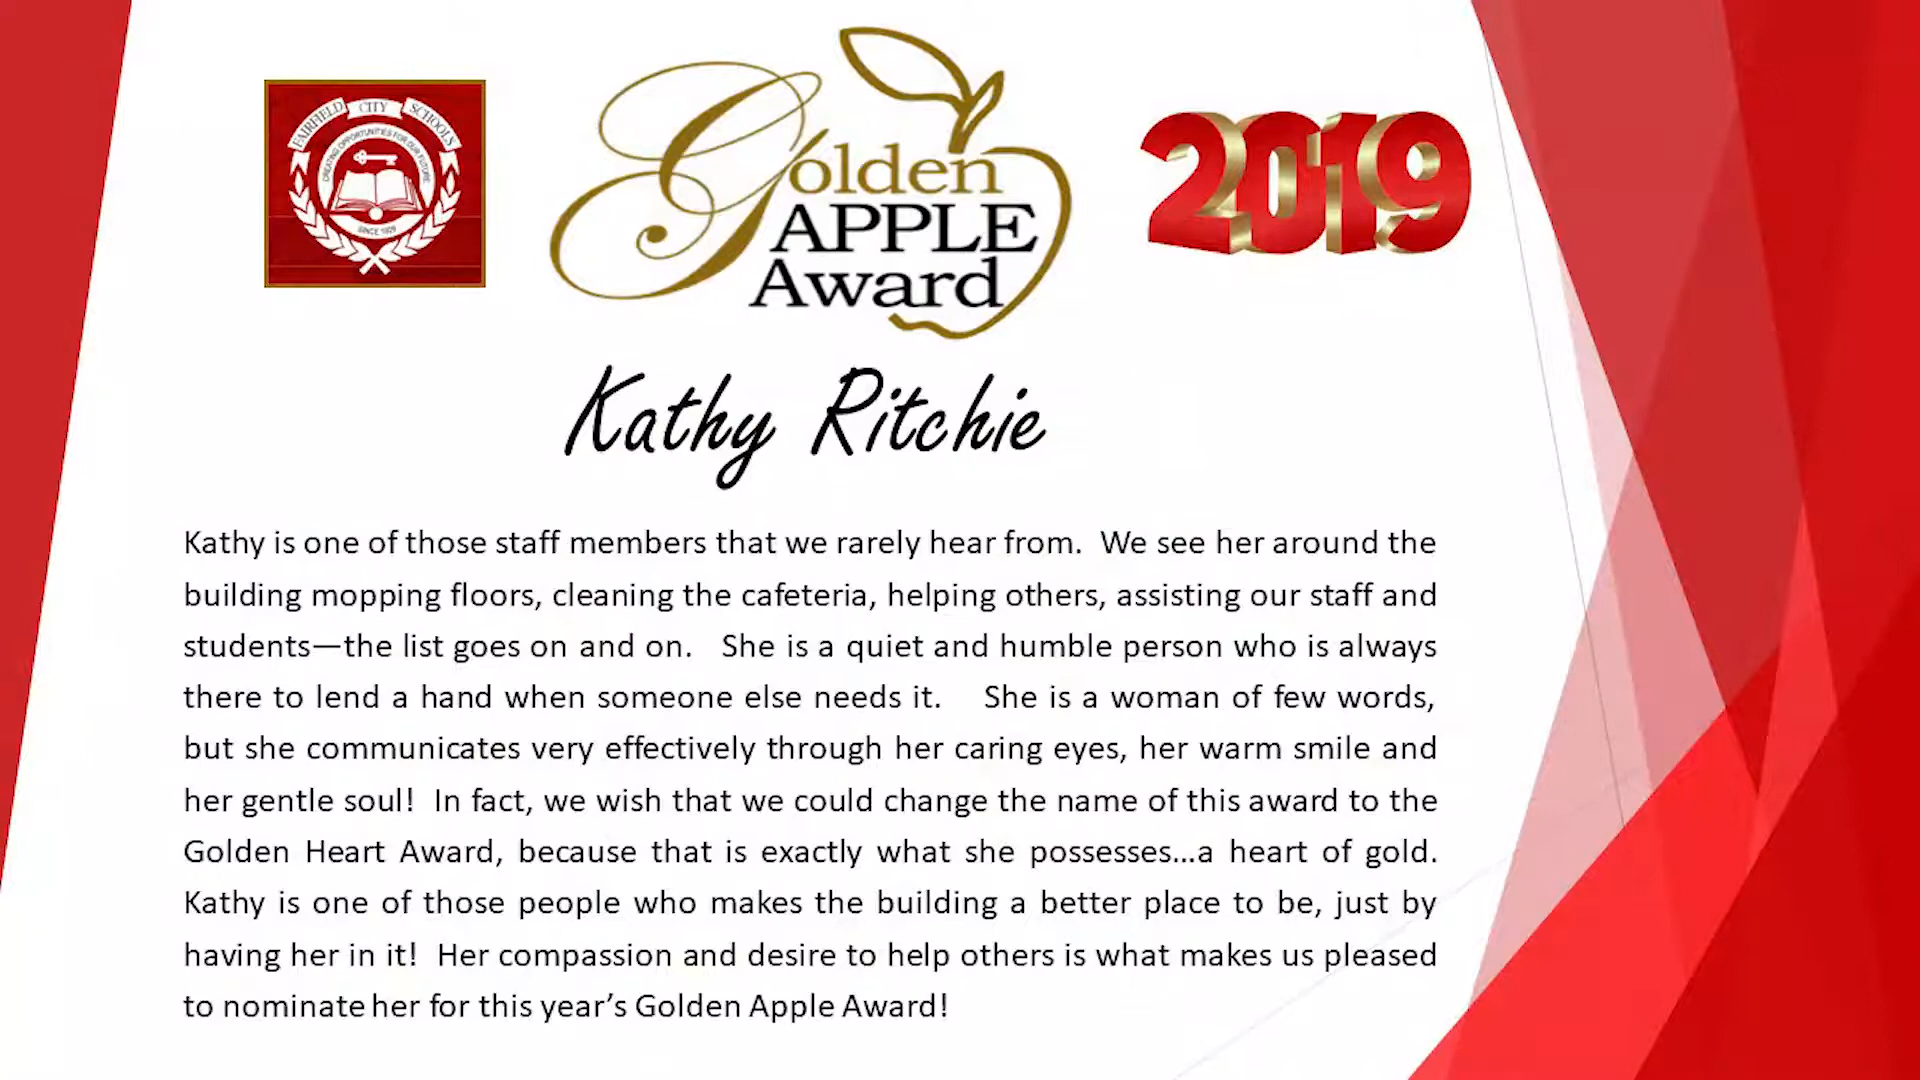 FAIRFIELD CITY SCHOOLS
CREATING OPPORTUNITIES FOR OUR FUTURE
SINCE 1929
Golden
APPLE
Award
2019
Kathy Ritchie
Kathy is one of those staff members that we rarely hear from. We see her around the
building mopping floors, cleaning the cafeteria, helping others, assisting our staff and
students—the list goes on and on. She is a quiet and humble person who is always
there to lend a hand when someone else needs it. She is a woman of few words,
but she communicates very effectively through her caring eyes, her warm smile and
her gentle soul! In fact, we wish that we could change the name of this award to the
Golden Heart Award, because that is exactly what she possesses…a heart of gold.
Kathy is one of those people who makes the building a better place to be, just by
having her in it! Her compassion and desire to help others is what makes us pleased
to nominate her for this year’s Golden Apple Award!